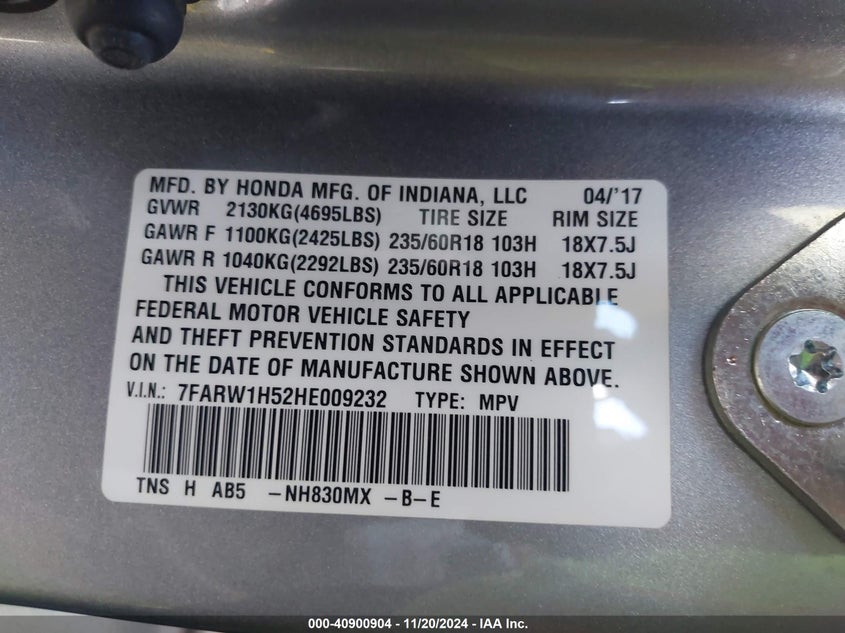 MFD. BY HONDA MFG. OF INDIANA, LLC 04/'17
GVWR 2130KG(4695LBS) TIRE SIZE RIM SIZE
GAWR F 1100KG(2425LBS) 235/60R18 103H 18X7.5J
GAWR R 1040KG(2292LBS) 235/60R18 103H 18X7.5J
THIS VEHICLE CONFORMS TO ALL APPLICABLE
FEDERAL MOTOR VEHICLE SAFETY
AND THEFT PREVENTION STANDARDS IN EFFECT
ON THE DATE OF MANUFACTURE SHOWN ABOVE.
V.I.N.: 7FARW1H52HE009232 TYPE: MPV
TNS H AB5 -NH830MX -B-E
000-40900904 - 11/20/2024 - IAA Inc.